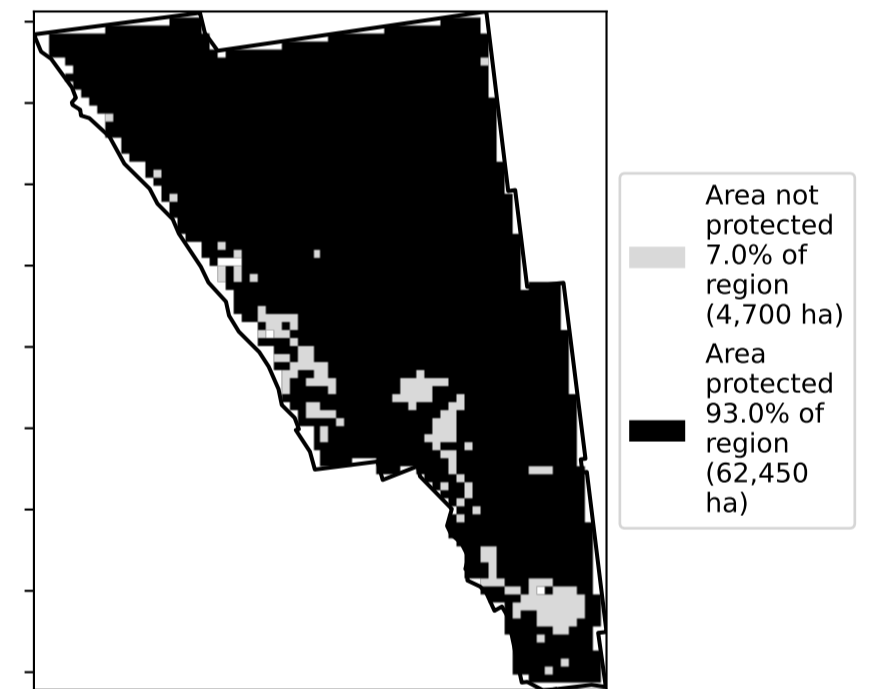 Area not
protected
7.0% of
region
(4,700 ha)
Area
protected
93.0% of
region
(62,450
ha)